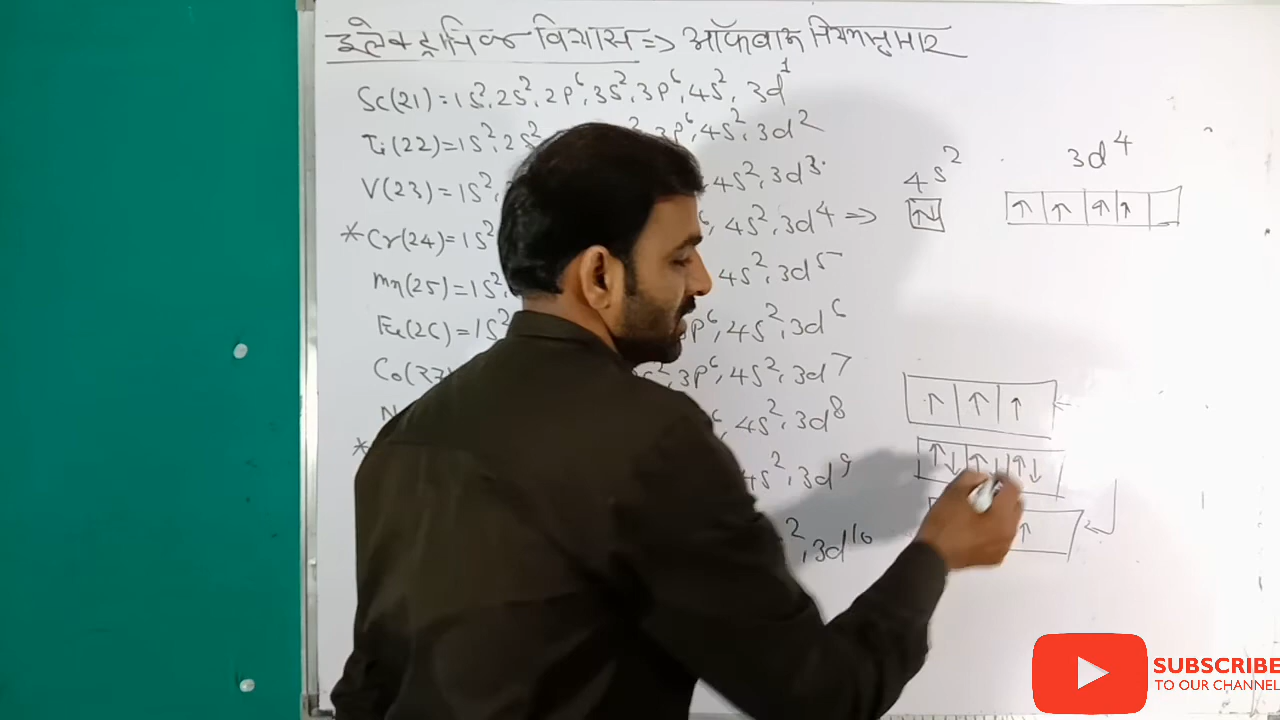 इलेक्ट्रॉनिक विन्यास => ऑफबाऊ नियमानुसार
Sc(21)=1s²,2s²,2p⁶,3s²,3p⁶,4s²,3d¹
Ti(22)=1s²,2s² ²,3p⁶,4s²,3d²
V(23)=1s², ,4s²,3d³
*Cr(24)=1s² ⁶,4s²,3d⁴ =>
4s² 3d⁴
↑↓ ↑ ↑ ↑ ↑
Mn(25)=1s², 4s²,3d⁵
Fe(26)=1s² 3p⁶,4s²,3d⁶
Co(27) s²,3p⁶,4s²,3d⁷
N ⁶,4s²,3d⁸
↑ ↑ ↑
* 4s²,3d⁹
↑↓ ↑↓ ↑↓
²,3d¹⁰
↑
SUBSCRIBE
TO OUR CHANNEL